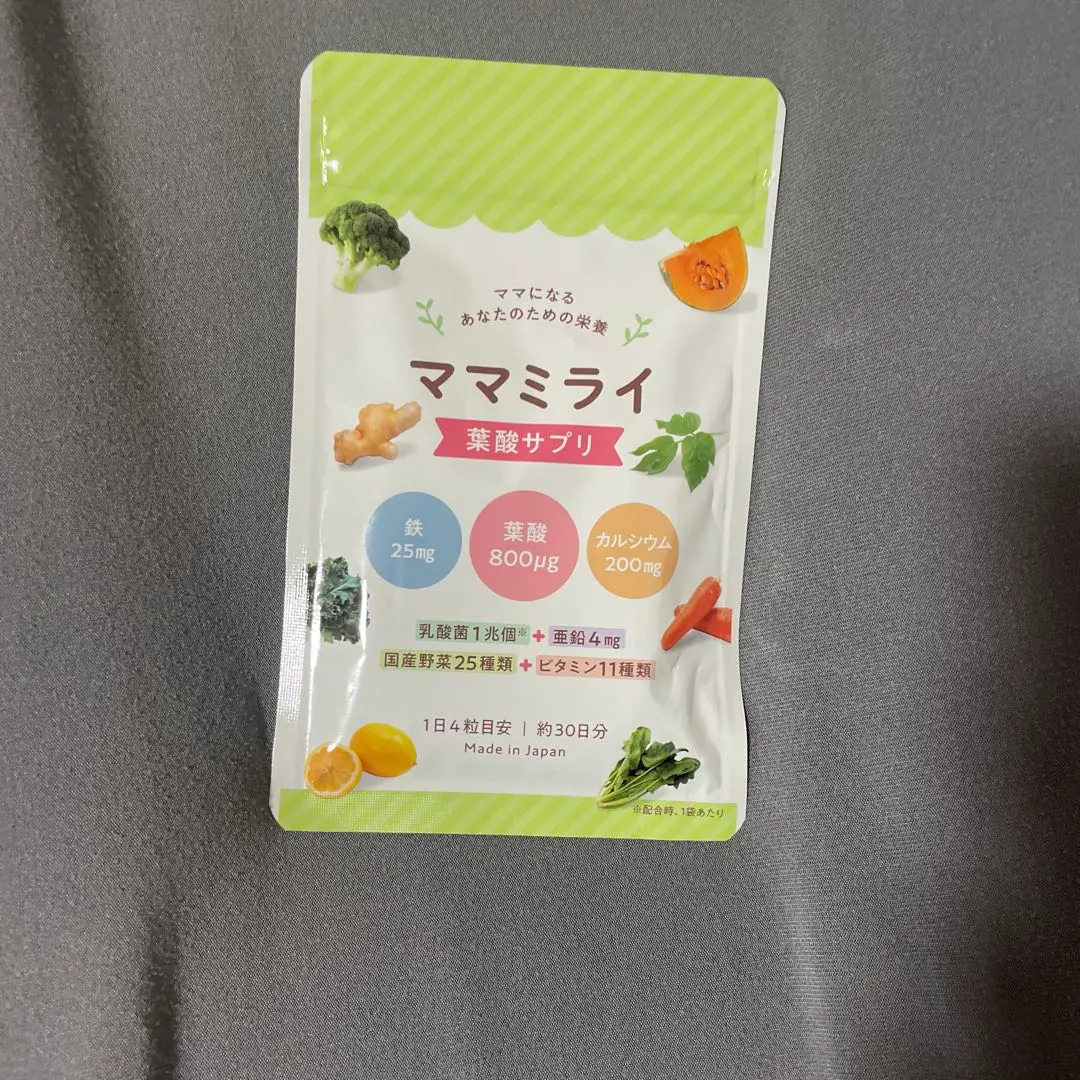 ママになる
あなたのための栄養
ママミライ
葉酸サプリ
鉄
25mg
葉酸
800μg
カルシウム
200mg
乳酸菌1兆個※ + 亜鉛4mg
国産野菜25種類 + ビタミン11種類
1日4粒目安 | 約30日分
Made in Japan
※配合時、1袋あたり